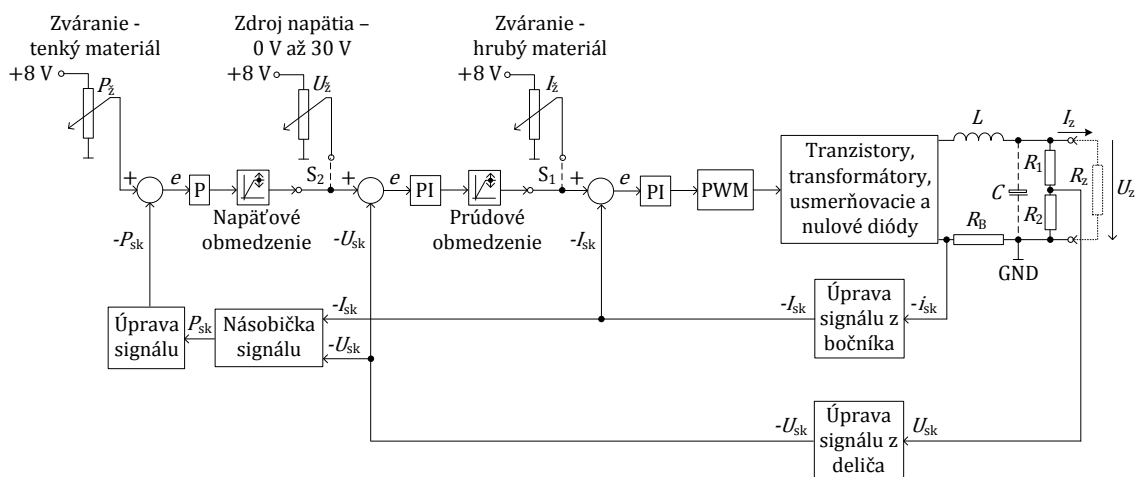 Zváranie -
tenký materiál
+8 V
Pž
Zdroj napätia –
0 V až 30 V
+8 V
Už
Zváranie -
hrubý materiál
+8 V
Iž
+
e
P
Napäťové
obmedzenie
S2
+
e
PI
Prúdové
obmedzenie
S1
+
e
PI
PWM
Tranzistory,
transformátory,
usmerňovacie a
nulové diódy
L
Iz
R1
Rz
C
R2
Uz
RB
GND
-Psk
-Usk
-Isk
Úprava
signálu
Psk
Násobička
signálu
-Isk
-Usk
-Isk
Úprava
signálu z
bočníka
-isk
-Usk
Úprava
signálu z
deliča
Usk